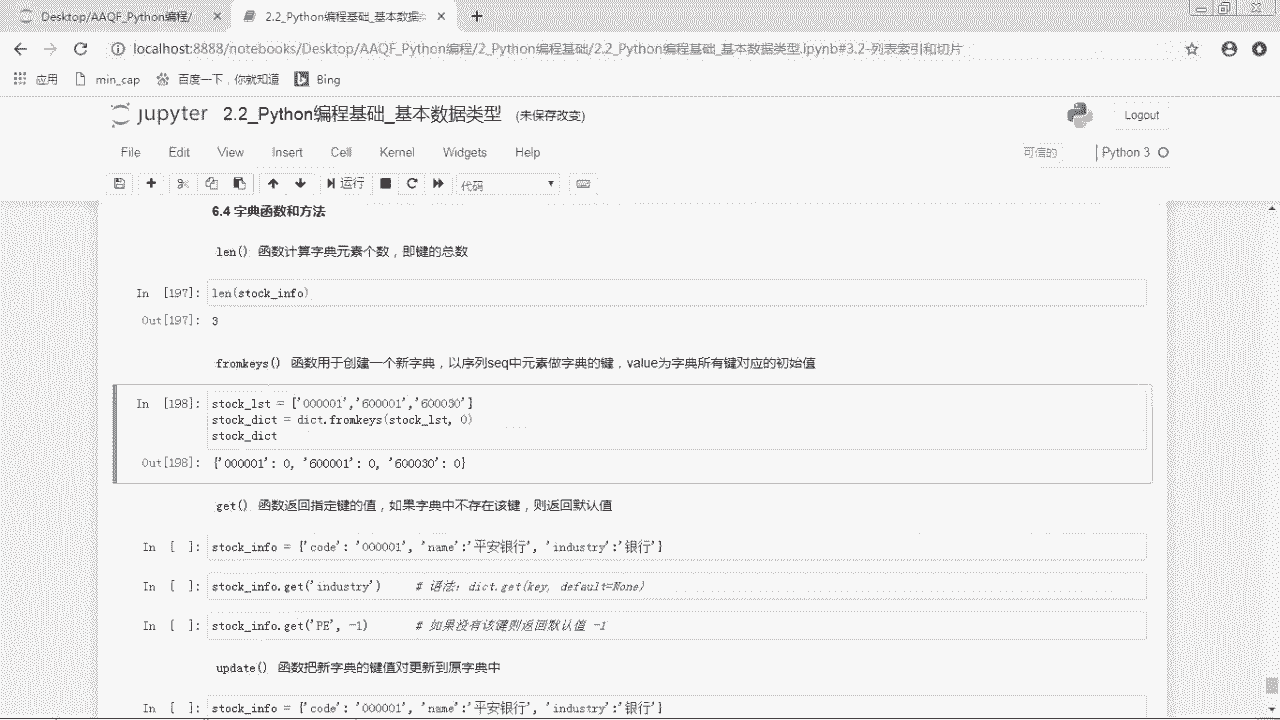 Desktop/AAQF_Python编程/
2.2_Python编程基础_基本数据
localhost:8888/notebooks/Desktop/AAQF_Python编程/2_Python编程基础/2.2_Python编程基础_基本数据类型.ipynb#3.2-列表索引和切片
应用 min_cap 百度一下，你就知道 Bing
jupyter 2.2_Python编程基础_基本数据类型 (未保存改变) Logout
File Edit View Insert Cell Kernel Widgets Help 可信的 Python 3
运行 代码
6.4 字典函数和方法
len() 函数计算字典元素个数，即键的总数
In [197]: len(stock_info)
Out[197]: 3
fromkeys() 函数用于创建一个新字典，以序列seq中元素做字典的键，value为字典所有键对应的初始值
In [198]: stock_lst = ['000001','600001','600030']
stock_dict = dict.fromkeys(stock_lst, 0)
stock_dict
Out[198]: {'000001': 0, '600001': 0, '600030': 0}
get() 函数返回指定键的值，如果字典中不存在该键，则返回默认值
In [ ]: stock_info = {'code': '000001', 'name':'平安银行', 'industry':'银行'}
In [ ]: stock_info.get('industry') # 语法：dict.get(key, default=None)
In [ ]: stock_info.get('PE', -1) # 如果没有该键则返回默认值 -1
update() 函数把新字典的键值对更新到原字典中
In [ ]: stock_info = {'code': '000001', 'name':'平安银行', 'industry':'银行'}